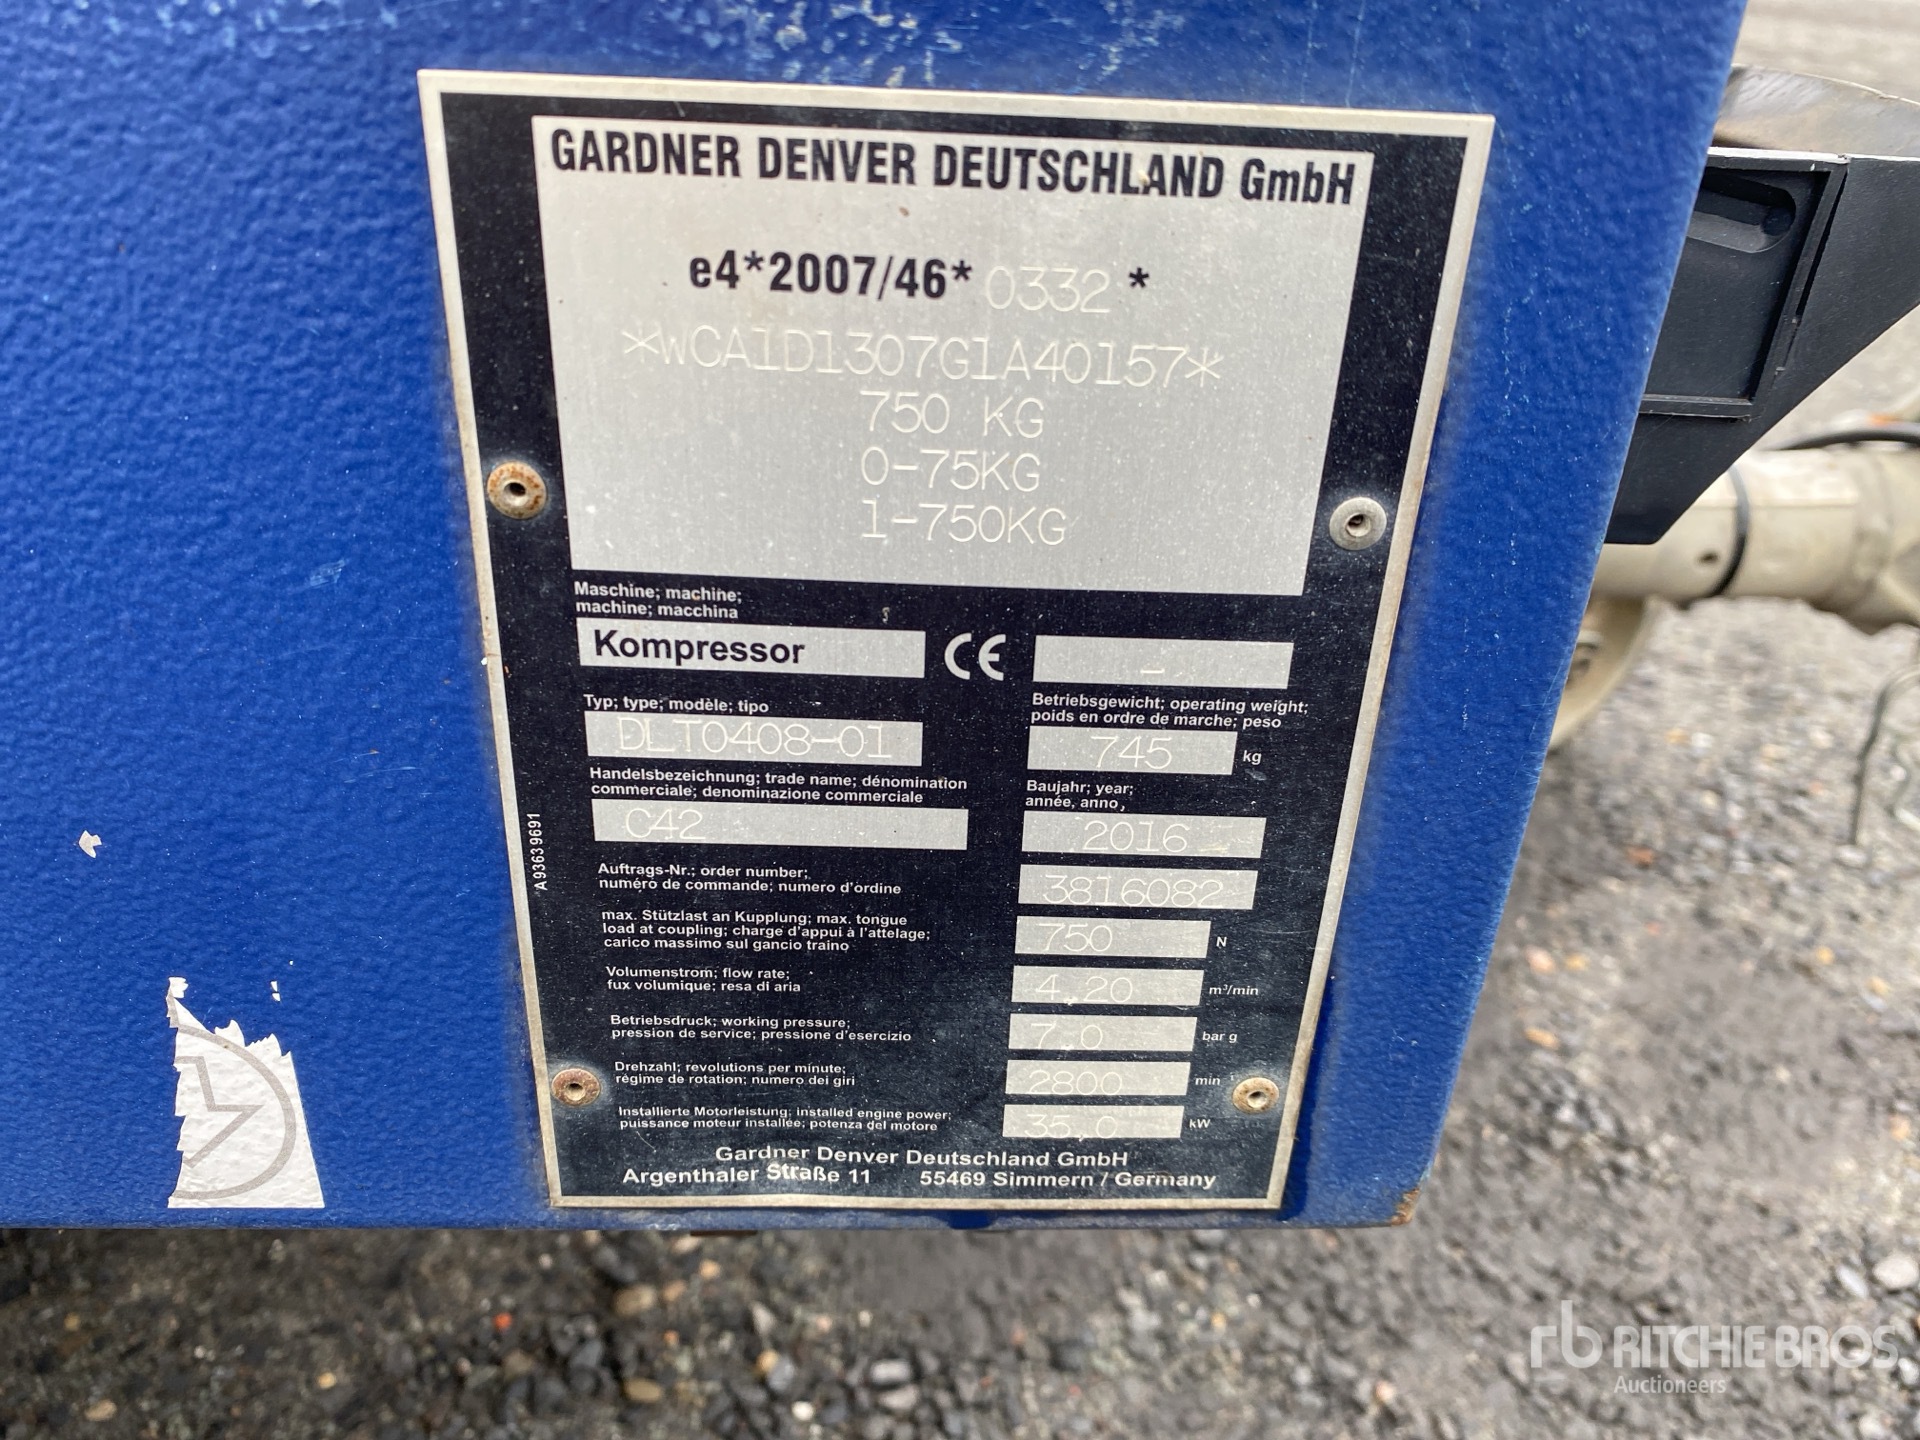 GARDNER DENVER DEUTSCHLAND GmbH
e4*2007/46* 0332 *
*WCA1D1307G1A40157*
750 KG
0-75KG
1-750KG
Maschine; machine;
machine; macchina
Kompressor
CE
-
Typ; type; modèle; tipo
DLT0408-01
Betriebsgewicht; operating weight;
poids en ordre de marche; peso
745 kg
Handelsbezeichnung; trade name; dénomination
commerciale; denominazione commerciale
C42
Baujahr; year;
année, anno,
2016
Auftrags-Nr.; order number;
numéro de commande; numero d'ordine
3816082
max. Stützlast an Kupplung; max. tongue
load at coupling; charge d'appui à l'attelage;
carico massimo sul gancio traino
750 N
Volumenstrom; flow rate;
fux volumique; resa di aria
4,20 m³/min
Betriebsdruck; working pressure;
pression de service; pressione d'esercizio
7,0 bar g
Drehzahl; revolutions per minute;
régime de rotation; numero dei giri
2800 min
Installierte Motorleistung; installed engine power;
puissance moteur installée; potenza del motore
35,0 kW
Gardner Denver Deutschland GmbH
Argenthaler Straße 11 55469 Simmern / Germany
A93639691
rb RITCHIE BROS.
Auctioneers